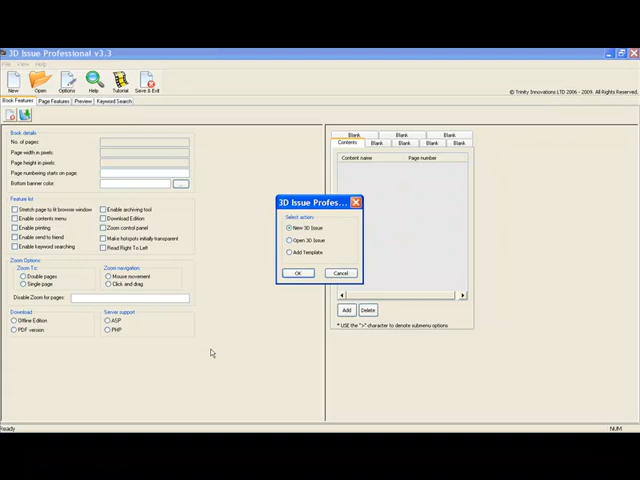 3D Issue Professional v3.3
File View Help
New Open Options Help Tutorial Save & Exit
© Trinity Innovations LTD 2006 - 2009. All Rights Reserved.
Book Features Page Features Preview Keyword Search
Book details
No. of pages:
Page width in pixels:
Page height in pixels:
Page numbering starts on page:
Bottom banner color:
...
Feature list
Stretch page to fit browser window
Enable archiving tool
Enable contents menu
Download Edition
Enable printing
Zoom control panel
Enable send to friend
Make hotspots initially transparent
Enable keyword searching
Read Right To Left
Zoom Options:
Zoom To:
Zoom navigation:
Double pages
Mouse movement
Single page
Click and drag
Disable Zoom for pages:
Download
Server support
Offline Edition
ASP
PDF version
PHP
3D Issue Profes...
Select action:
New 3D Issue
Open 3D Issue
Add Template
OK Cancel
Blank Blank Blank
Contents Blank Blank Blank Blank
Content name Page number
Add Delete
* USE the ">" character to denote submenu options
Ready
NUM